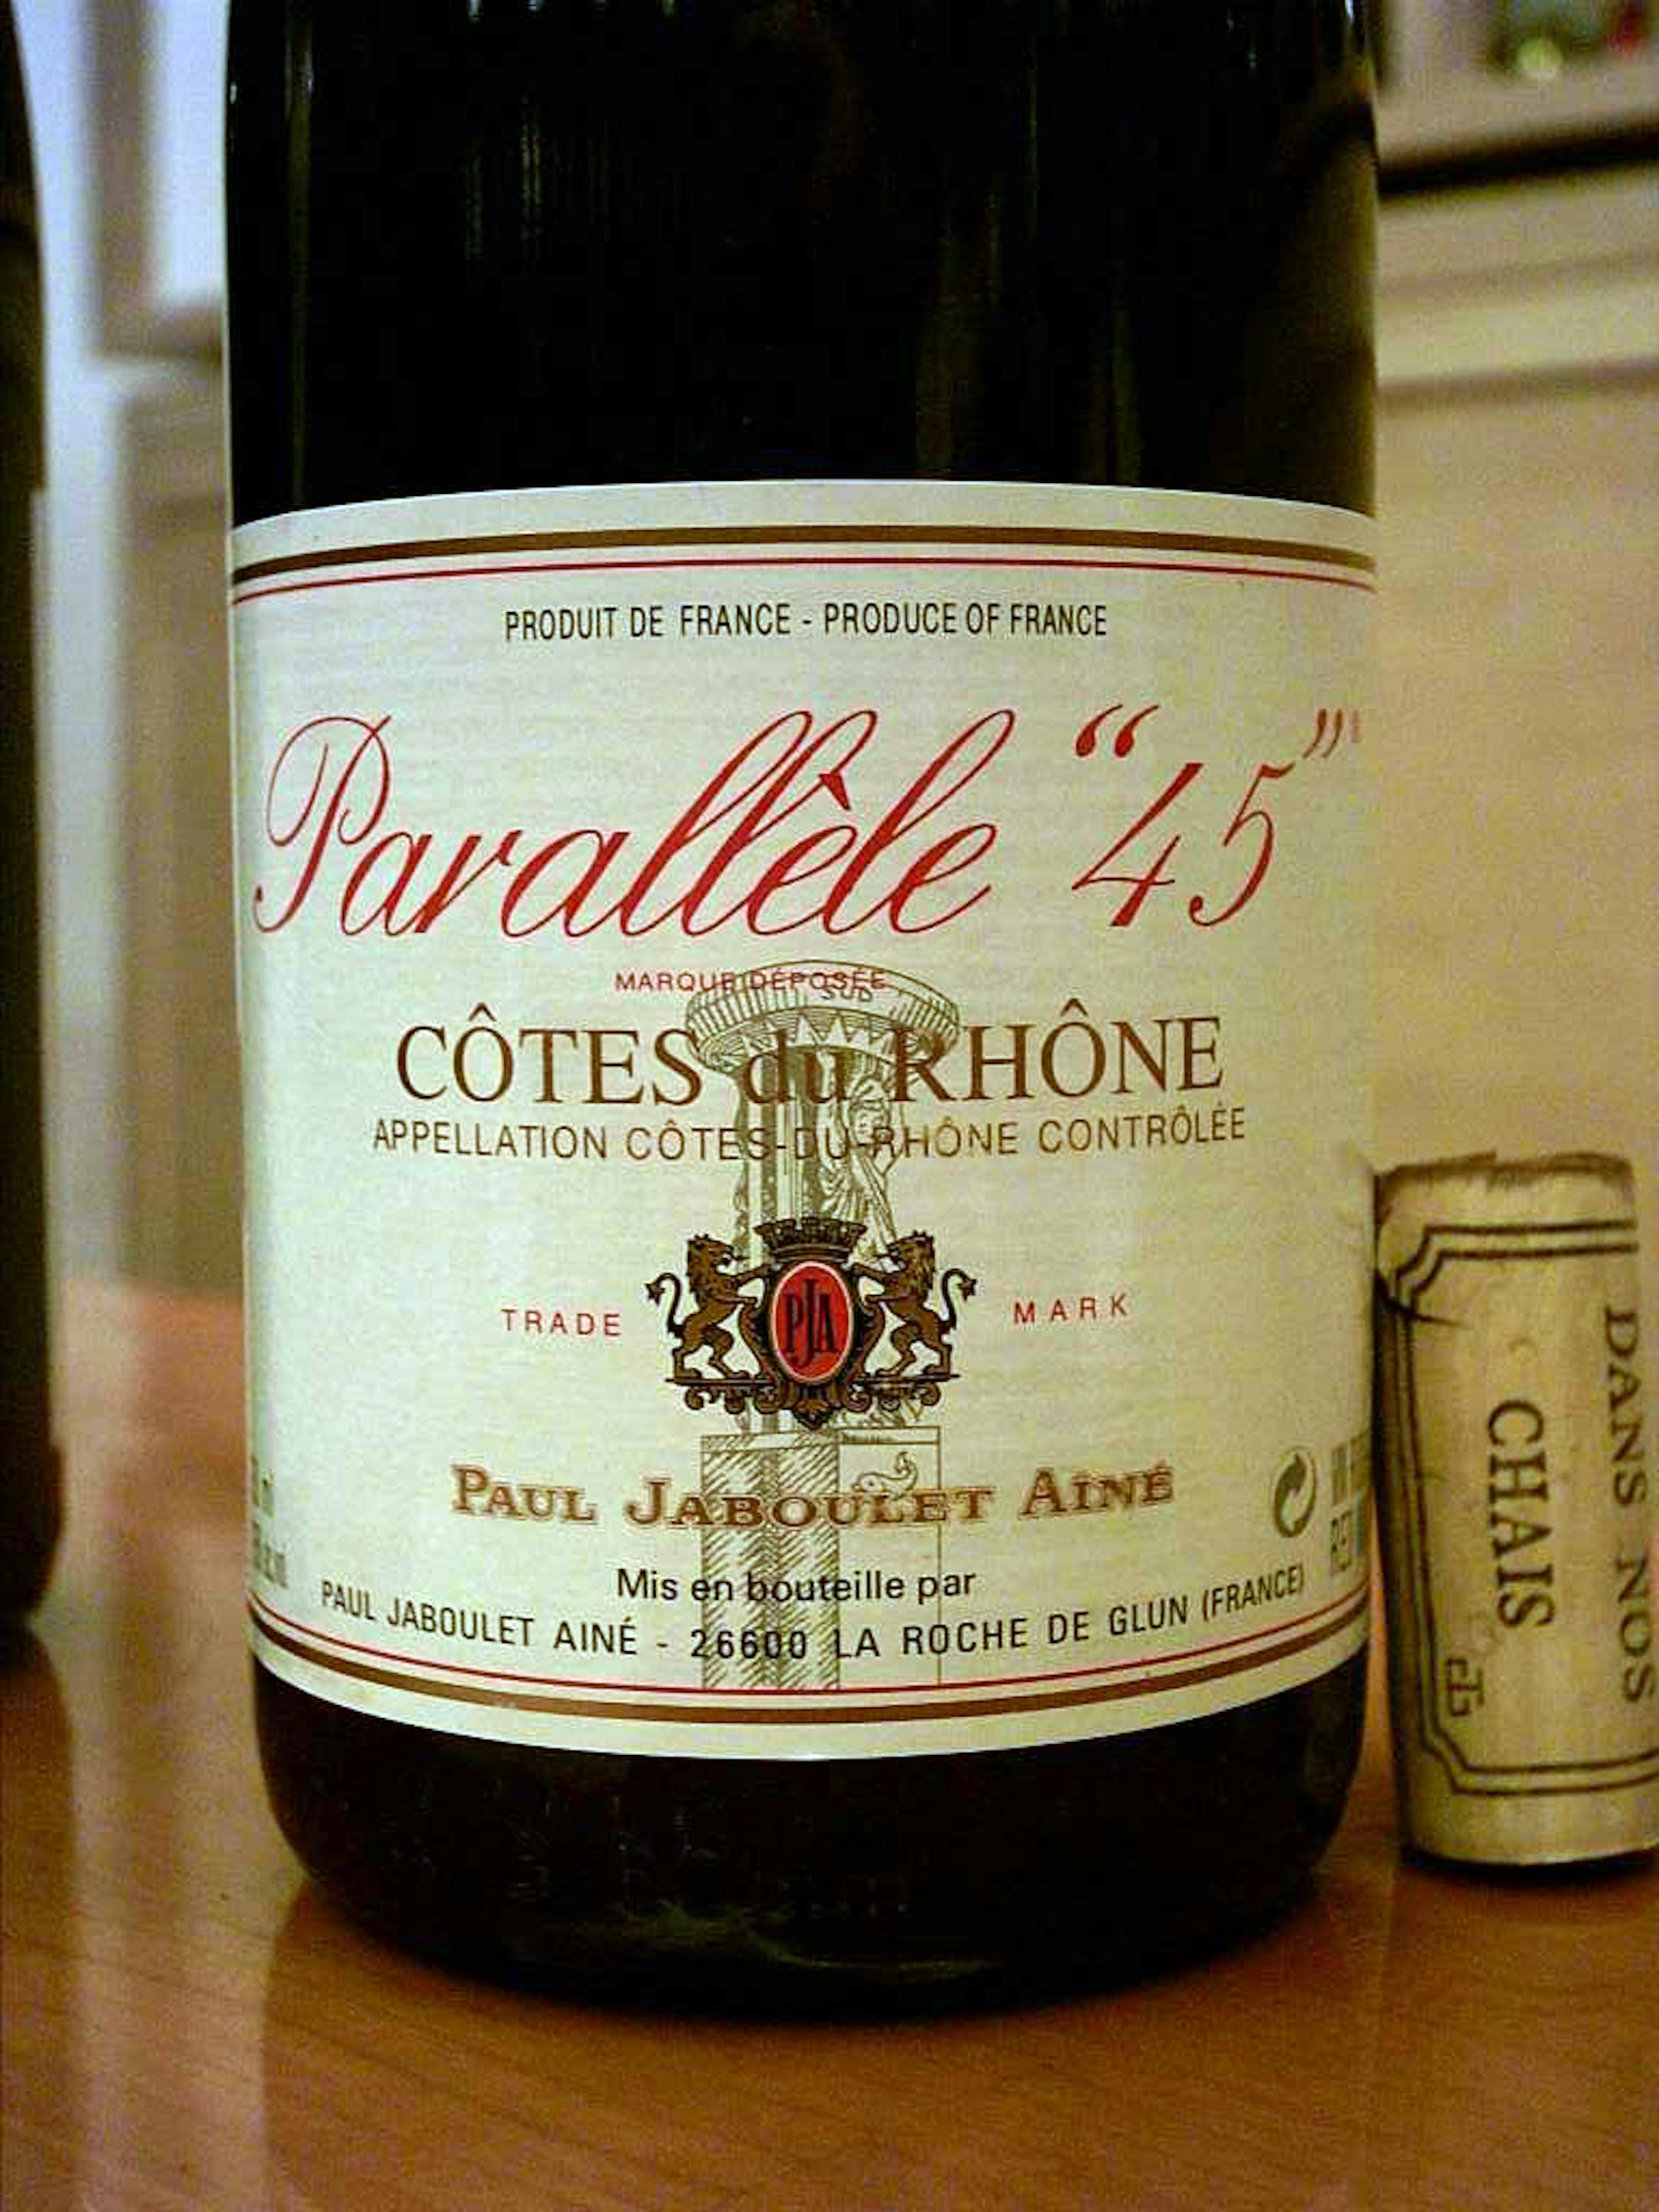 PRODUIT DE FRANCE - PRODUCE OF FRANCE
Parallèle “45”
MARQUE DÉPOSÉE
SUD
CÔTES du RHÔNE
APPELLATION CÔTES-DU-RHÔNE CONTRÔLÉE
TRADE PJA MARK
PAUL JABOULET AÎNÉ
Mis en bouteille par
PAUL JABOULET AINÉ - 26600 LA ROCHE DE GLUN (FRANCE)
DANS NOS
CHAIS